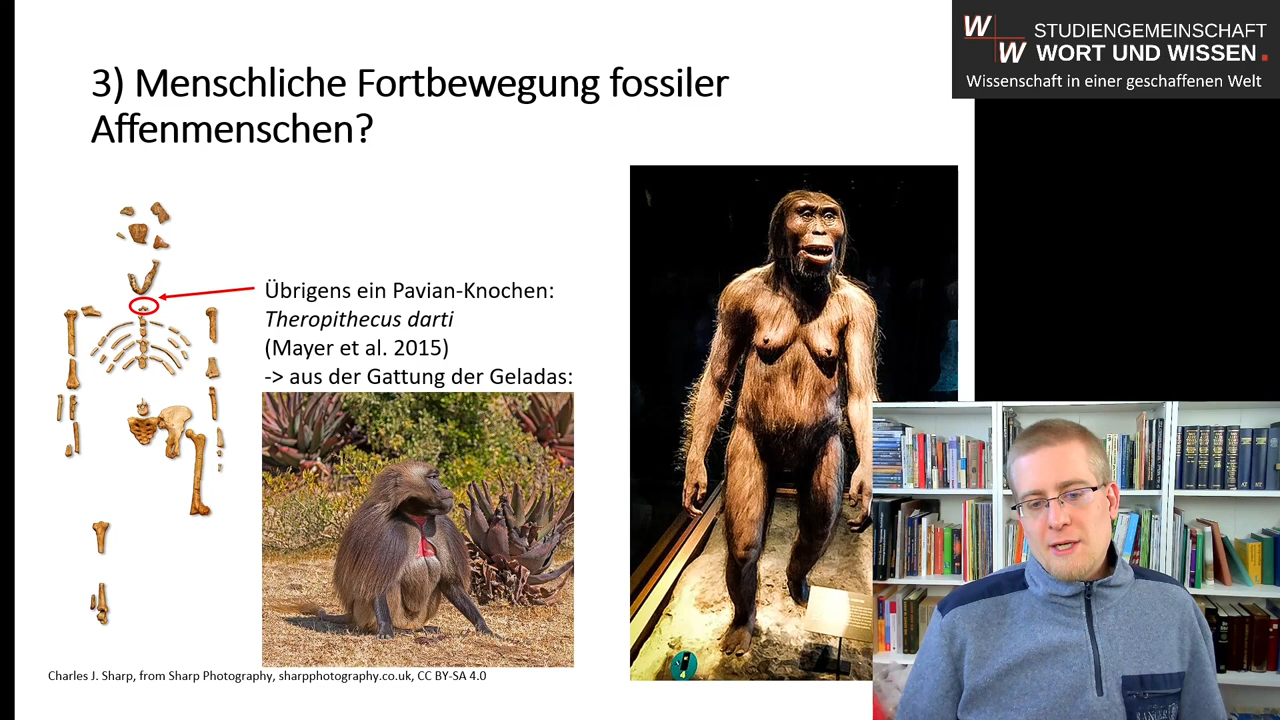 3) Menschliche Fortbewegung fossiler
Affenmenschen?
W
W
STUDIENGEMEINSCHAFT
WORT UND WISSEN.
Wissenschaft in einer geschaffenen Welt
Übrigens ein Pavian-Knochen:
Theropithecus darti
(Mayer et al. 2015)
-> aus der Gattung der Geladas:
4
Charles J. Sharp, from Sharp Photography, sharpphotography.co.uk, CC BY-SA 4.0